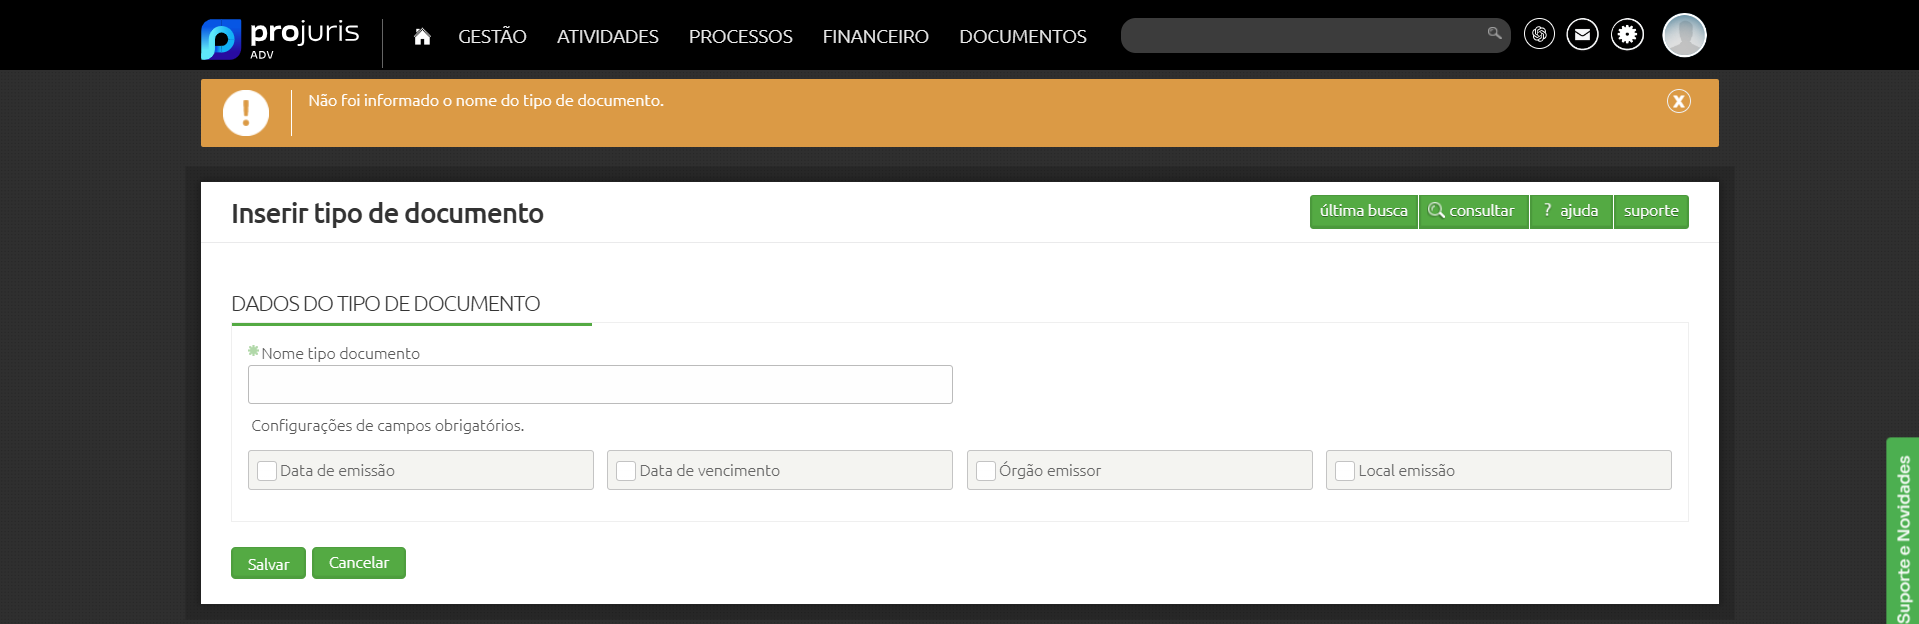 projuris
ADV
GESTÃO
ATIVIDADES
PROCESSOS
FINANCEIRO
DOCUMENTOS
Não foi informado o nome do tipo de documento.
Inserir tipo de documento
última busca
consultar
? ajuda
suporte
DADOS DO TIPO DE DOCUMENTO
Nome tipo documento
Configurações de campos obrigatórios.
Data de emissão
Data de vencimento
Órgão emissor
Local emissão
Salvar
Cancelar
Suporte e Novidades